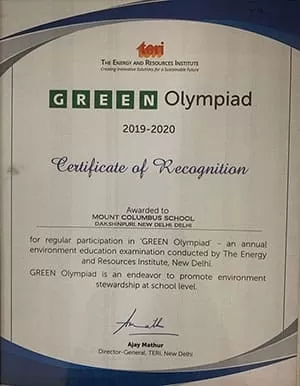 teri
THE ENERGY AND RESOURCES INSTITUTE
Creating Innovative Solutions for a Sustainable Future
GREEN Olympiad
2019-2020
Certificate of Recognition
Awarded to
MOUNT COLUMBUS SCHOOL
DAKSHINPURI, NEW DELHI, DELHI
for regular participation in 'GREEN Olympiad' - an annual
environment education examination conducted by The Energy
and Resources Institute, New Delhi.
GREEN Olympiad is an endeavor to promote environment
stewardship at school level.
Ajay Mathur
Director-General, TERI, New Delhi